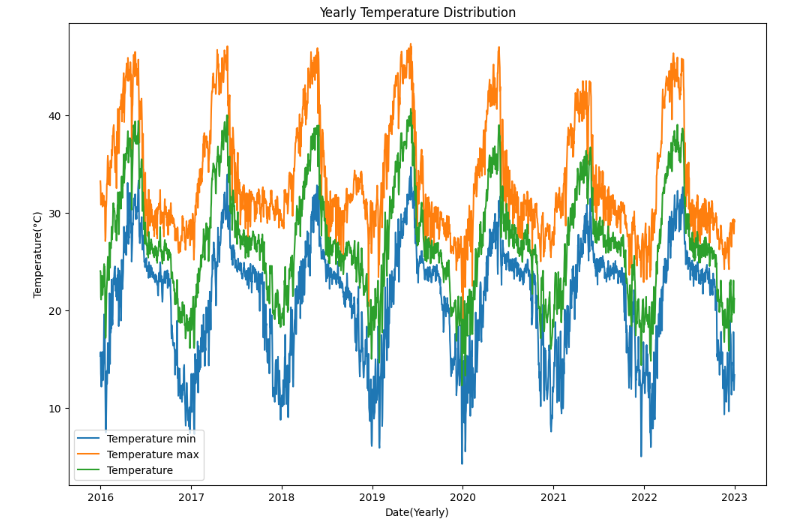 Yearly Temperature Distribution
40
30
20
10
Temperature(°C)
Temperature min
Temperature max
Temperature
2016 2017 2018 2019 2020 2021 2022 2023
Date(Yearly)